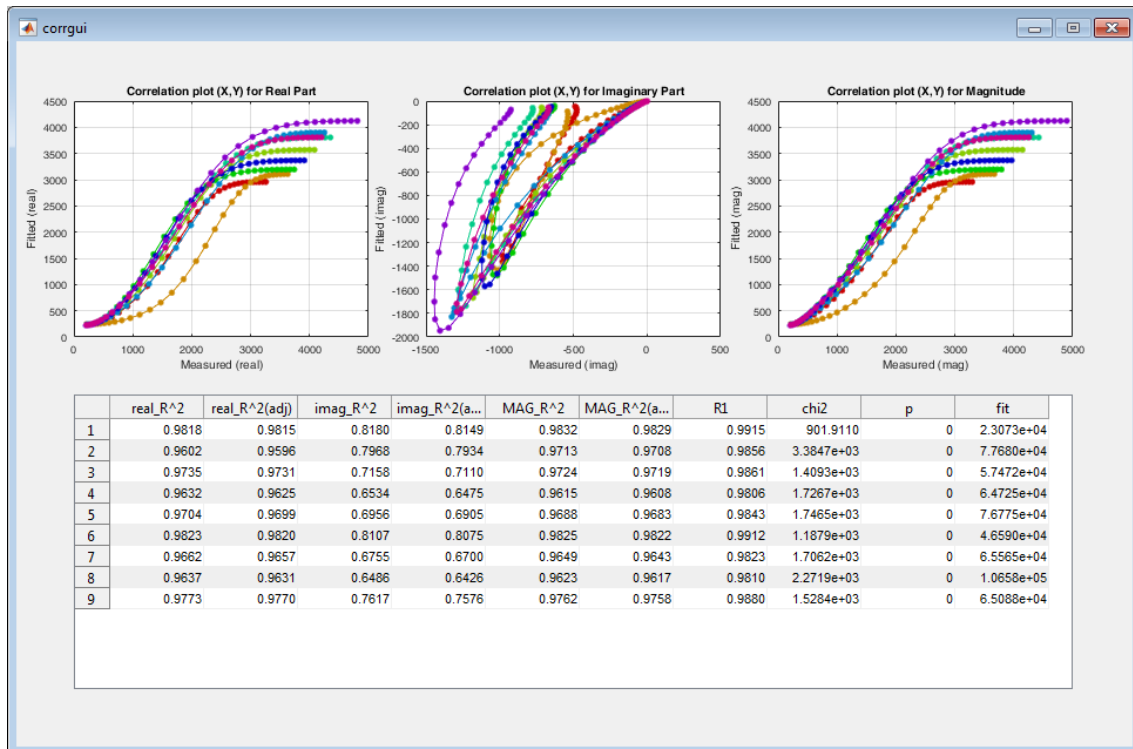 corrgui
Correlation plot (X,Y) for Real Part
4500
4000
3500
3000
2500
2000
1500
1000
500
0
Fitted (real)
0 1000 2000 3000 4000 5000
Measured (real)
Correlation plot (X,Y) for Imaginary Part
0
-200
-400
-600
-800
-1000
-1200
-1400
-1600
-1800
-2000
Fitted (imag)
-1500 -1000 -500 0 500
Measured (imag)
Correlation plot (X,Y) for Magnitude
4500
4000
3500
3000
2500
2000
1500
1000
500
0
Fitted (mag)
0 1000 2000 3000 4000 5000
Measured (mag)
real_R^2 real_R^2(adj) imag_R^2 imag_R^2(a... MAG_R^2 MAG_R^2(a... R1 chi2 p fit
1 0.9818 0.9815 0.8180 0.8149 0.9832 0.9829 0.9915 901.9110 0 2.3073e+04
2 0.9602 0.9596 0.7968 0.7934 0.9713 0.9708 0.9856 3.3847e+03 0 7.7680e+04
3 0.9735 0.9731 0.7158 0.7110 0.9724 0.9719 0.9861 1.4093e+03 0 5.7472e+04
4 0.9632 0.9625 0.6534 0.6475 0.9615 0.9608 0.9806 1.7267e+03 0 6.4725e+04
5 0.9704 0.9699 0.6956 0.6905 0.9688 0.9683 0.9843 1.7465e+03 0 7.6775e+04
6 0.9823 0.9820 0.8107 0.8075 0.9825 0.9822 0.9912 1.1879e+03 0 4.6590e+04
7 0.9662 0.9657 0.6755 0.6700 0.9649 0.9643 0.9823 1.7062e+03 0 6.5565e+04
8 0.9637 0.9631 0.6486 0.6426 0.9623 0.9617 0.9810 2.2719e+03 0 1.0658e+05
9 0.9773 0.9770 0.7617 0.7576 0.9762 0.9758 0.9880 1.5284e+03 0 6.5088e+04